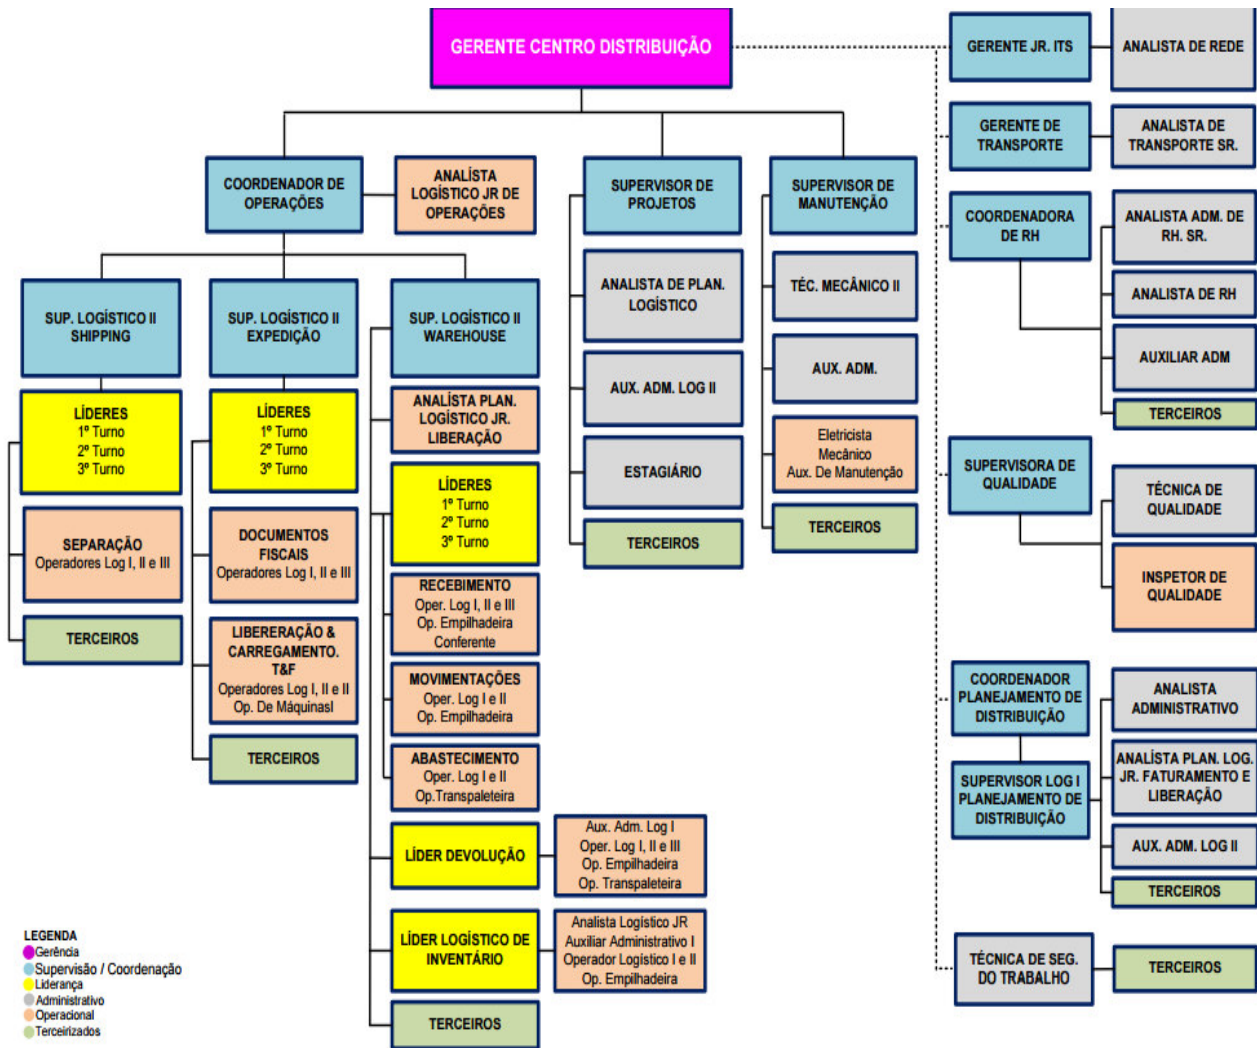 GERENTE CENTRO DISTRIBUIÇÃO
GERENTE JR. ITS
ANALISTA DE REDE
GERENTE DE
TRANSPORTE
ANALISTA DE
TRANSPORTE SR.
COORDENADOR DE
OPERAÇÕES
ANALÍSTA
LOGÍSTICO JR DE
OPERAÇÕES
SUPERVISOR DE
PROJETOS
SUPERVISOR DE
MANUTENÇÃO
COORDENADORA
DE RH
ANALISTA ADM. DE
RH. SR.
ANALISTA DE RH
AUXILIAR ADM
TERCEIROS
SUP. LOGÍSTICO II
SHIPPING
SUP. LOGÍSTICO II
EXPEDIÇÃO
SUP. LOGÍSTICO II
WAREHOUSE
ANALISTA DE PLAN.
LOGÍSTICO
AUX. ADM. LOG II
ESTAGIÁRIO
TERCEIROS
TÉC. MECÂNICO II
AUX. ADM.
Eletricista
Mecânico
Aux. De Manutenção
TERCEIROS
LÍDERES
1º Turno
2º Turno
3º Turno
SEPARAÇÃO
Operadores Log I, II e III
TERCEIROS
LÍDERES
1º Turno
2º Turno
3º Turno
DOCUMENTOS
FISCAIS
Operadores Log I, II e III
LIBERERAÇÃO &
CARREGAMENTO.
T&F
Operadores Log I, II e II
Op. De MáquinasI
TERCEIROS
ANALÍSTA PLAN.
LOGÍSTICO JR.
LIBERAÇÃO
LÍDERES
1º Turno
2º Turno
3º Turno
RECEBIMENTO
Oper. Log I, II e III
Op. Empilhadeira
Conferente
MOVIMENTAÇÕES
Oper. Log I e II
Op. Empilhadeira
ABASTECIMENTO
Oper. Log I e II
Op.Transpaleteira
LÍDER DEVOLUÇÃO
Aux. Adm. Log I
Oper. Log I, II e III
Op. Empilhadeira
Op. Transpaleteira
LÍDER LOGÍSTICO DE
INVENTÁRIO
Analista Logístico JR
Auxiliar Administrativo I
Operador Logístico I e II
Op. Empilhadeira
TERCEIROS
SUPERVISORA DE
QUALIDADE
TÉCNICA DE
QUALIDADE
INSPETOR DE
QUALIDADE
COORDENADOR
PLANEJAMENTO DE
DISTRIBUIÇÃO
SUPERVISOR LOG I
PLANEJAMENTO DE
DISTRIBUIÇÃO
ANALISTA
ADMINISTRATIVO
ANALÍSTA PLAN. LOG.
JR. FATURAMENTO E
LIBERAÇÃO
AUX. ADM. LOG II
TERCEIROS
TÉCNICA DE SEG.
DO TRABALHO
TERCEIROS
LEGENDA
Gerência
Supervisão / Coordenação
Liderança
Administrativo
Operacional
Terceirizados